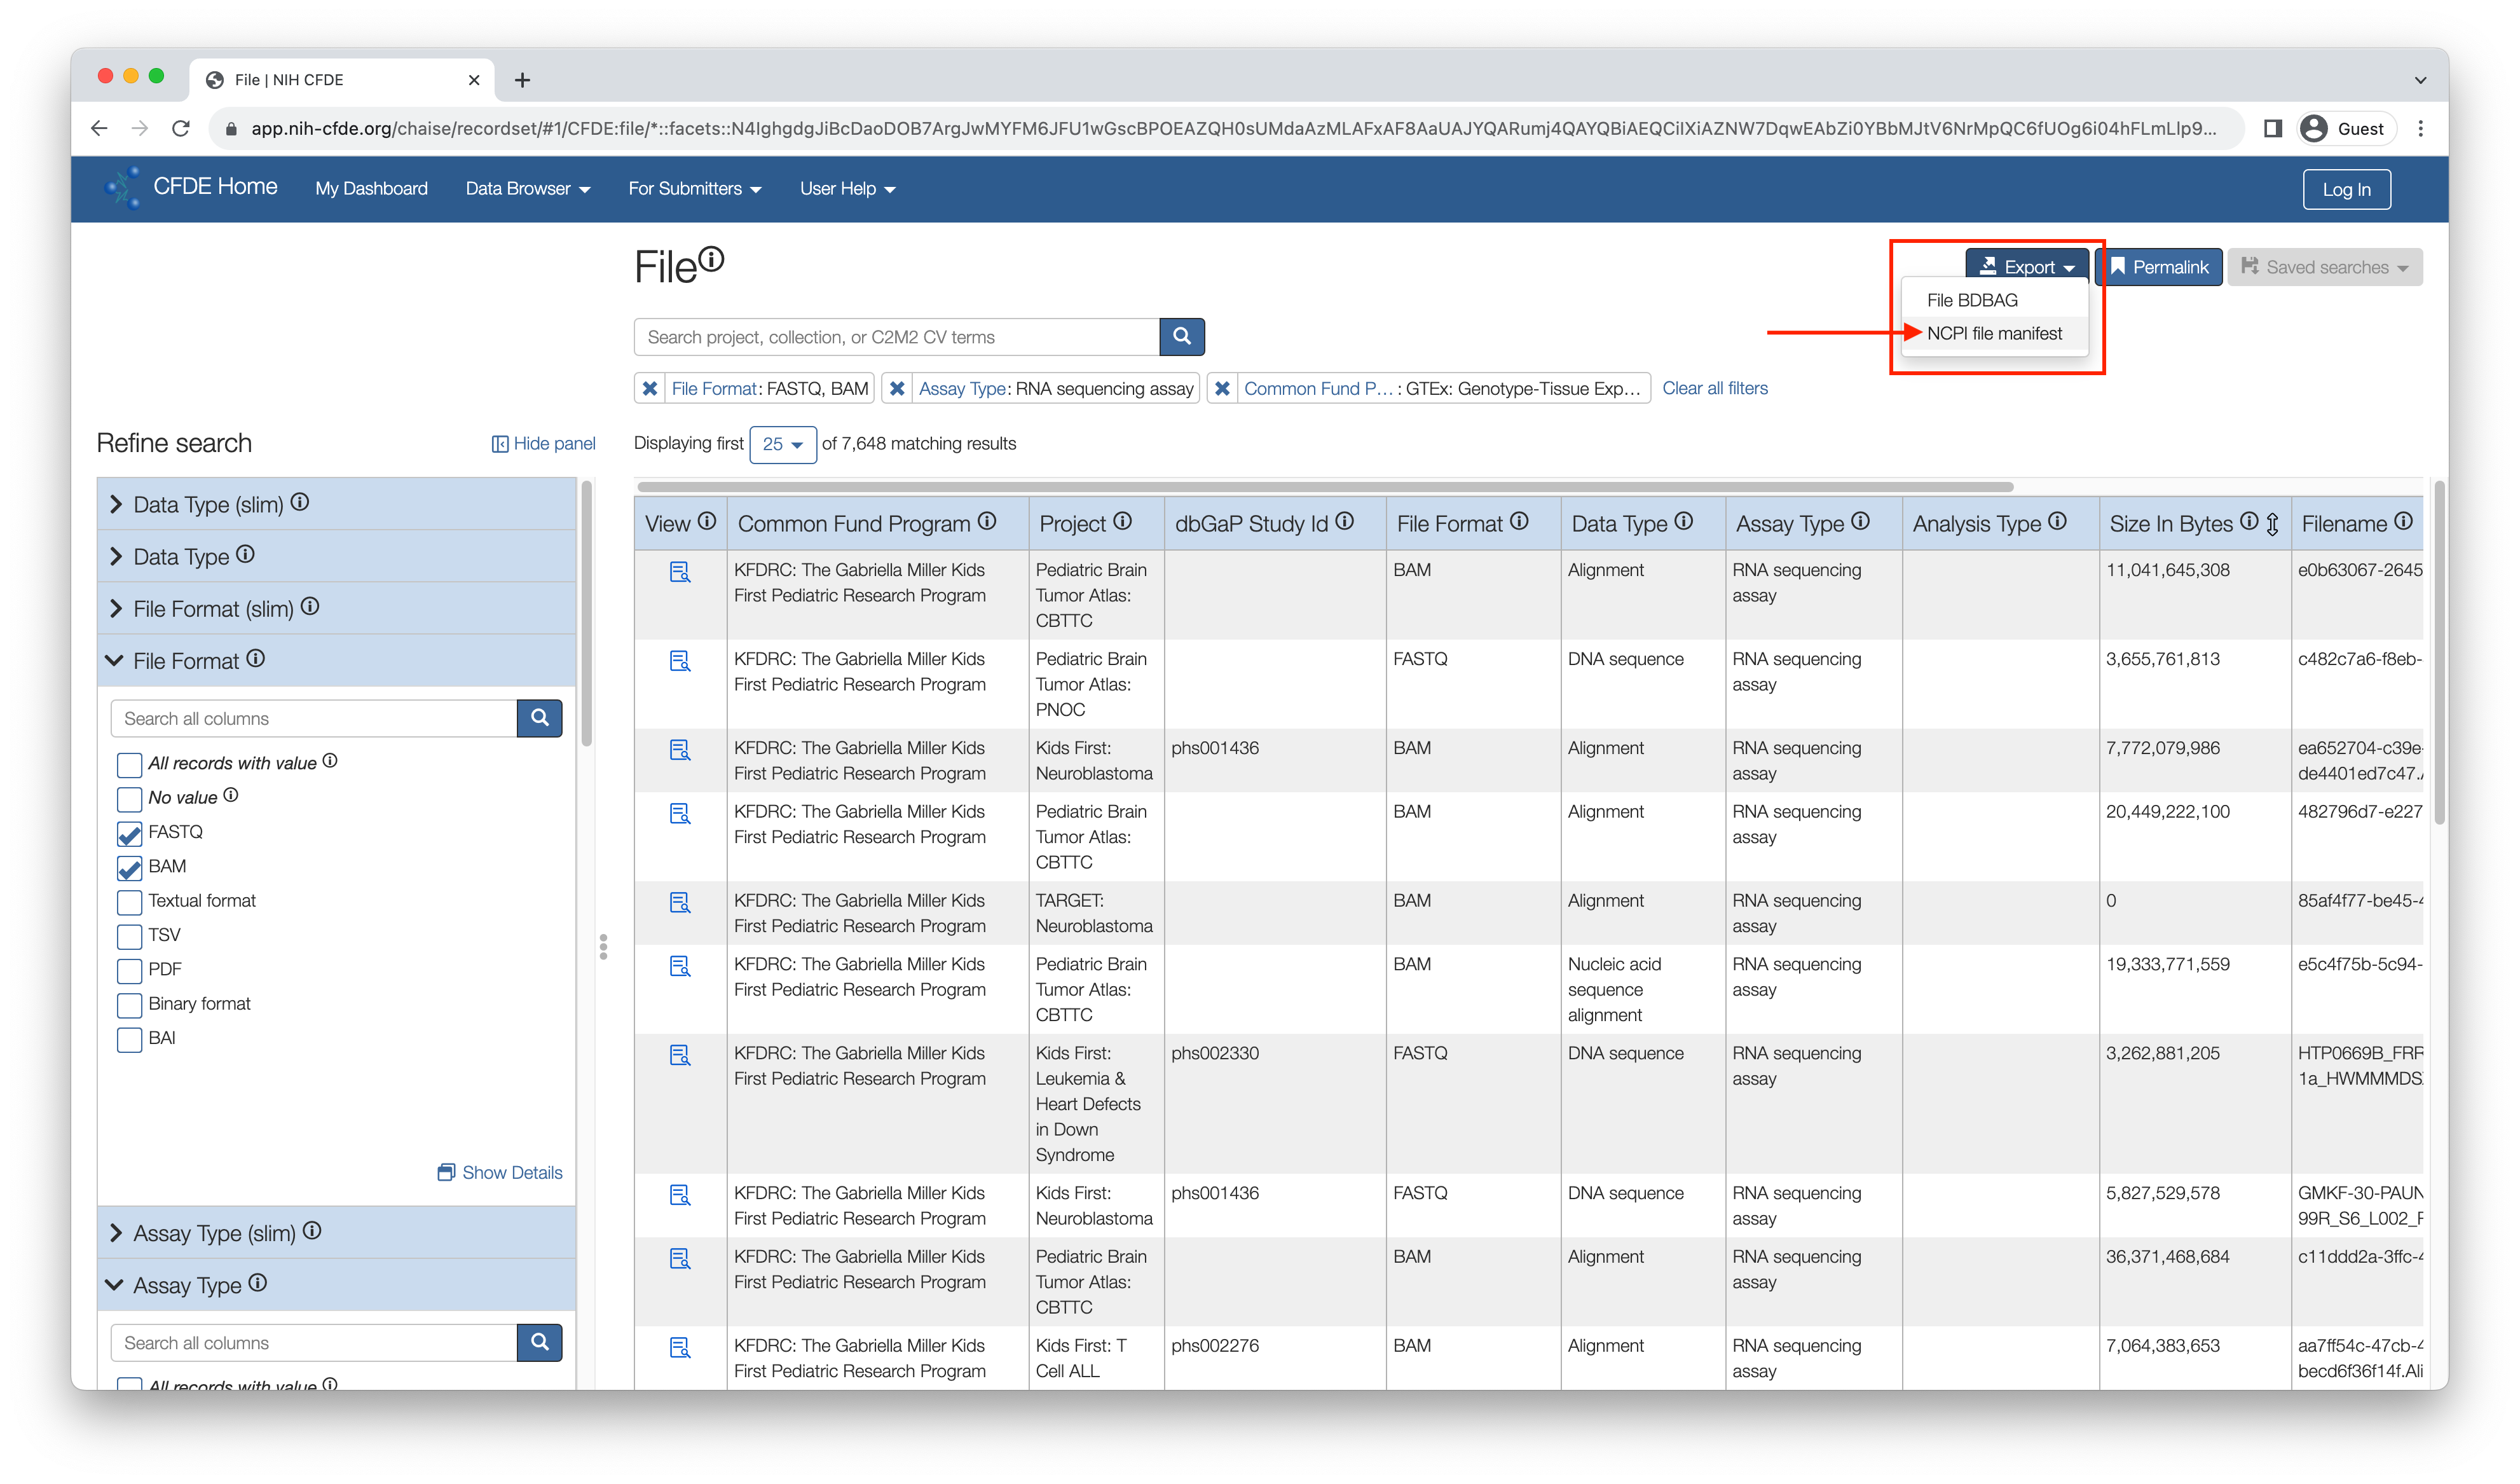 File | NIH CFDE
app.nih-cfde.org/chaise/recordset/#1/CFDE:file/*::facets::N4IghgdgJiBcDaoDOB7ArgJwMYFM6JFU1wGscBPOEAZQH0sUMdaAzMLAFxAF8AaUAJYQARumj4QAYQBiAEQCiIXiAZNW7DqwEAbZi0YBbMJtV6NrMpQC6fUOg6i04hFLmLlp9...
Guest
CFDE Home My Dashboard Data Browser For Submitters User Help Log In
File
Export Permalink Saved searches
File BDBAG
NCPI file manifest
Search project, collection, or C2M2 CV terms
File Format: FASTQ, BAM Assay Type: RNA sequencing assay Common Fund P... : GTEx: Genotype-Tissue Exp... Clear all filters
Refine search Hide panel
Displaying first 25 of 7,648 matching results
Data Type (slim)
Data Type
File Format (slim)
File Format
Search all columns
All records with value
No value
FASTQ
BAM
Textual format
TSV
PDF
Binary format
BAI
Show Details
Assay Type (slim)
Assay Type
Search all columns
All records with value
View Common Fund Program Project dbGaP Study Id File Format Data Type Assay Type Analysis Type Size In Bytes Filename
KFDRC: The Gabriella Miller Kids Pediatric Brain BAM Alignment RNA sequencing 11,041,645,308 e0b63067-2645
First Pediatric Research Program Tumor Atlas: assay
CBTTC
KFDRC: The Gabriella Miller Kids Pediatric Brain FASTQ DNA sequence RNA sequencing 3,655,761,813 c482c7a6-f8eb-
First Pediatric Research Program Tumor Atlas: assay
PNOC
KFDRC: The Gabriella Miller Kids Kids First: phs001436 BAM Alignment RNA sequencing 7,772,079,986 ea652704-c39e-
First Pediatric Research Program Neuroblastoma assay de4401ed7c47.
KFDRC: The Gabriella Miller Kids Pediatric Brain BAM Alignment RNA sequencing 20,449,222,100 482796d7-e227
First Pediatric Research Program Tumor Atlas: assay
CBTTC
KFDRC: The Gabriella Miller Kids TARGET: BAM Alignment RNA sequencing 0 85af4f77-be45-4
First Pediatric Research Program Neuroblastoma assay
KFDRC: The Gabriella Miller Kids Pediatric Brain BAM Nucleic acid RNA sequencing 19,333,771,559 e5c4f75b-5c94-
First Pediatric Research Program Tumor Atlas: sequence assay
CBTTC alignment
KFDRC: The Gabriella Miller Kids Kids First: phs002330 FASTQ DNA sequence RNA sequencing 3,262,881,205 HTP0669B_FRR
First Pediatric Research Program Leukemia & assay 1a_HWMMMDS
Heart Defects
in Down
Syndrome
KFDRC: The Gabriella Miller Kids Kids First: phs001436 FASTQ DNA sequence RNA sequencing 5,827,529,578 GMKF-30-PAUN
First Pediatric Research Program Neuroblastoma assay 99R_S6_L002_F
KFDRC: The Gabriella Miller Kids Pediatric Brain BAM Alignment RNA sequencing 36,371,468,684 c11ddd2a-3ffc-4
First Pediatric Research Program Tumor Atlas: assay
CBTTC
KFDRC: The Gabriella Miller Kids Kids First: T phs002276 BAM Alignment RNA sequencing 7,064,383,653 aa7ff54c-47cb-4
First Pediatric Research Program Cell ALL assay becd6f36f14f.Ali